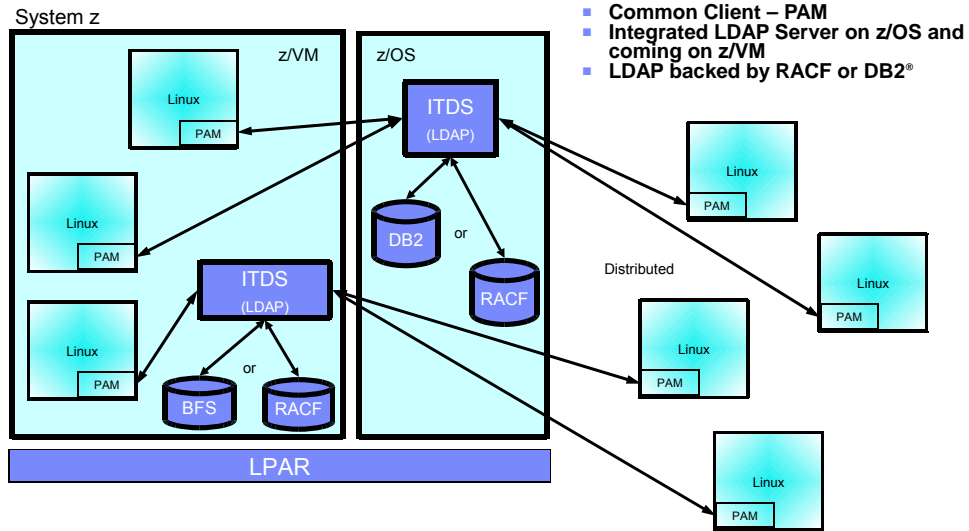 System z
Common Client – PAM
Integrated LDAP Server on z/OS and
coming on z/VM
LDAP backed by RACF or DB2®
z/VM
z/OS
Linux
PAM
ITDS
(LDAP)
Linux
PAM
Linux
PAM
DB2
or
RACF
Linux
PAM
Distributed
Linux
PAM
ITDS
(LDAP)
Linux
PAM
Linux
PAM
BFS
or
RACF
Linux
PAM
LPAR